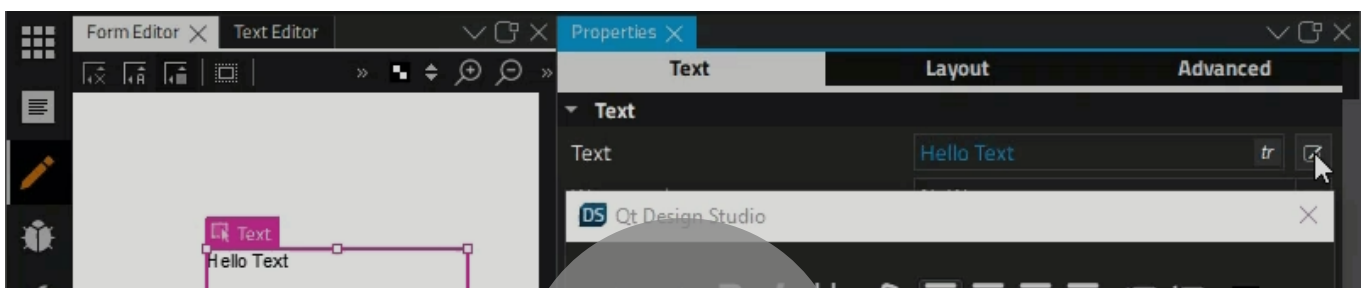 Form Editor Text Editor
Properties
Text Layout Advanced
Text
Text Hello Text tr
DS Qt Design Studio
Text
Hello Text